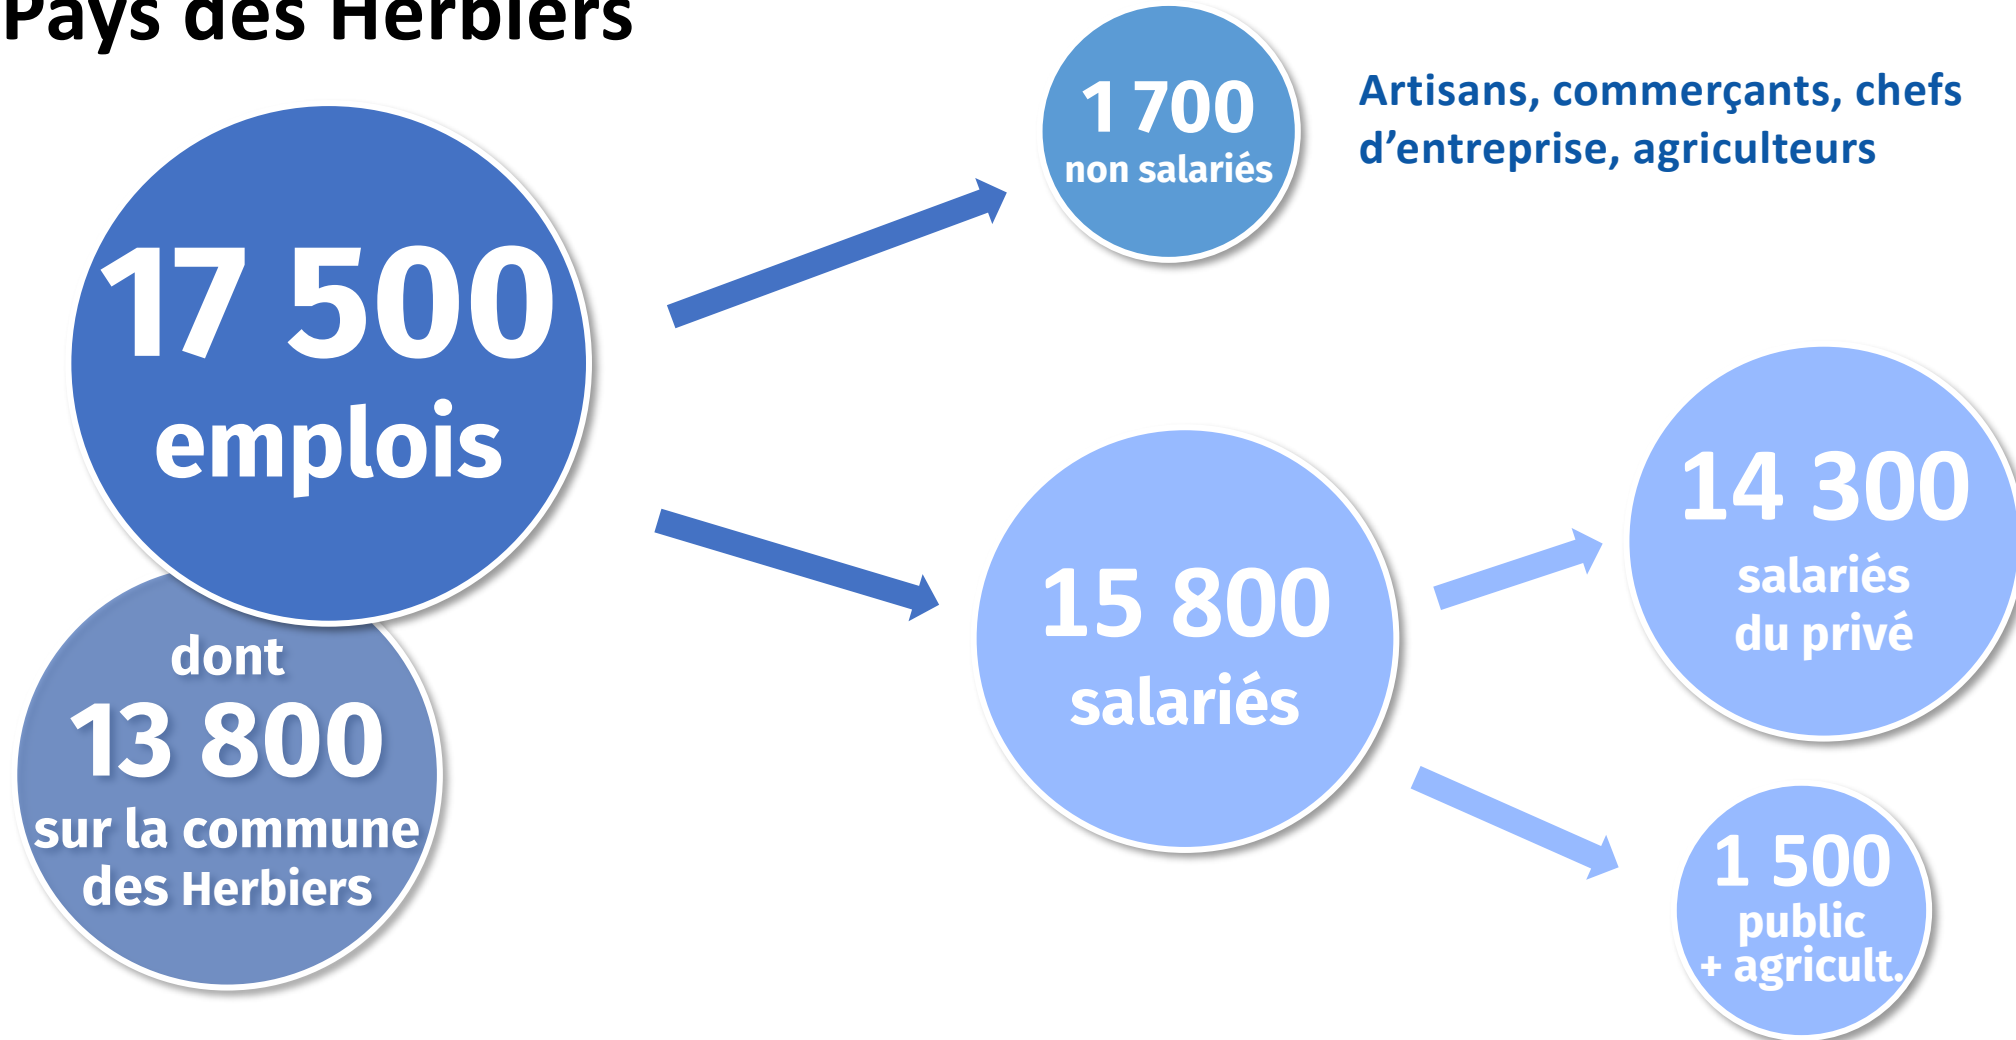 Pays des Herbiers
17 500
emplois
dont
13 800
sur la commune
des Herbiers
1 700
non salariés
Artisans, commerçants, chefs
d’entreprise, agriculteurs
15 800
salariés
14 300
salariés
du privé
1 500
public
+ agricult.